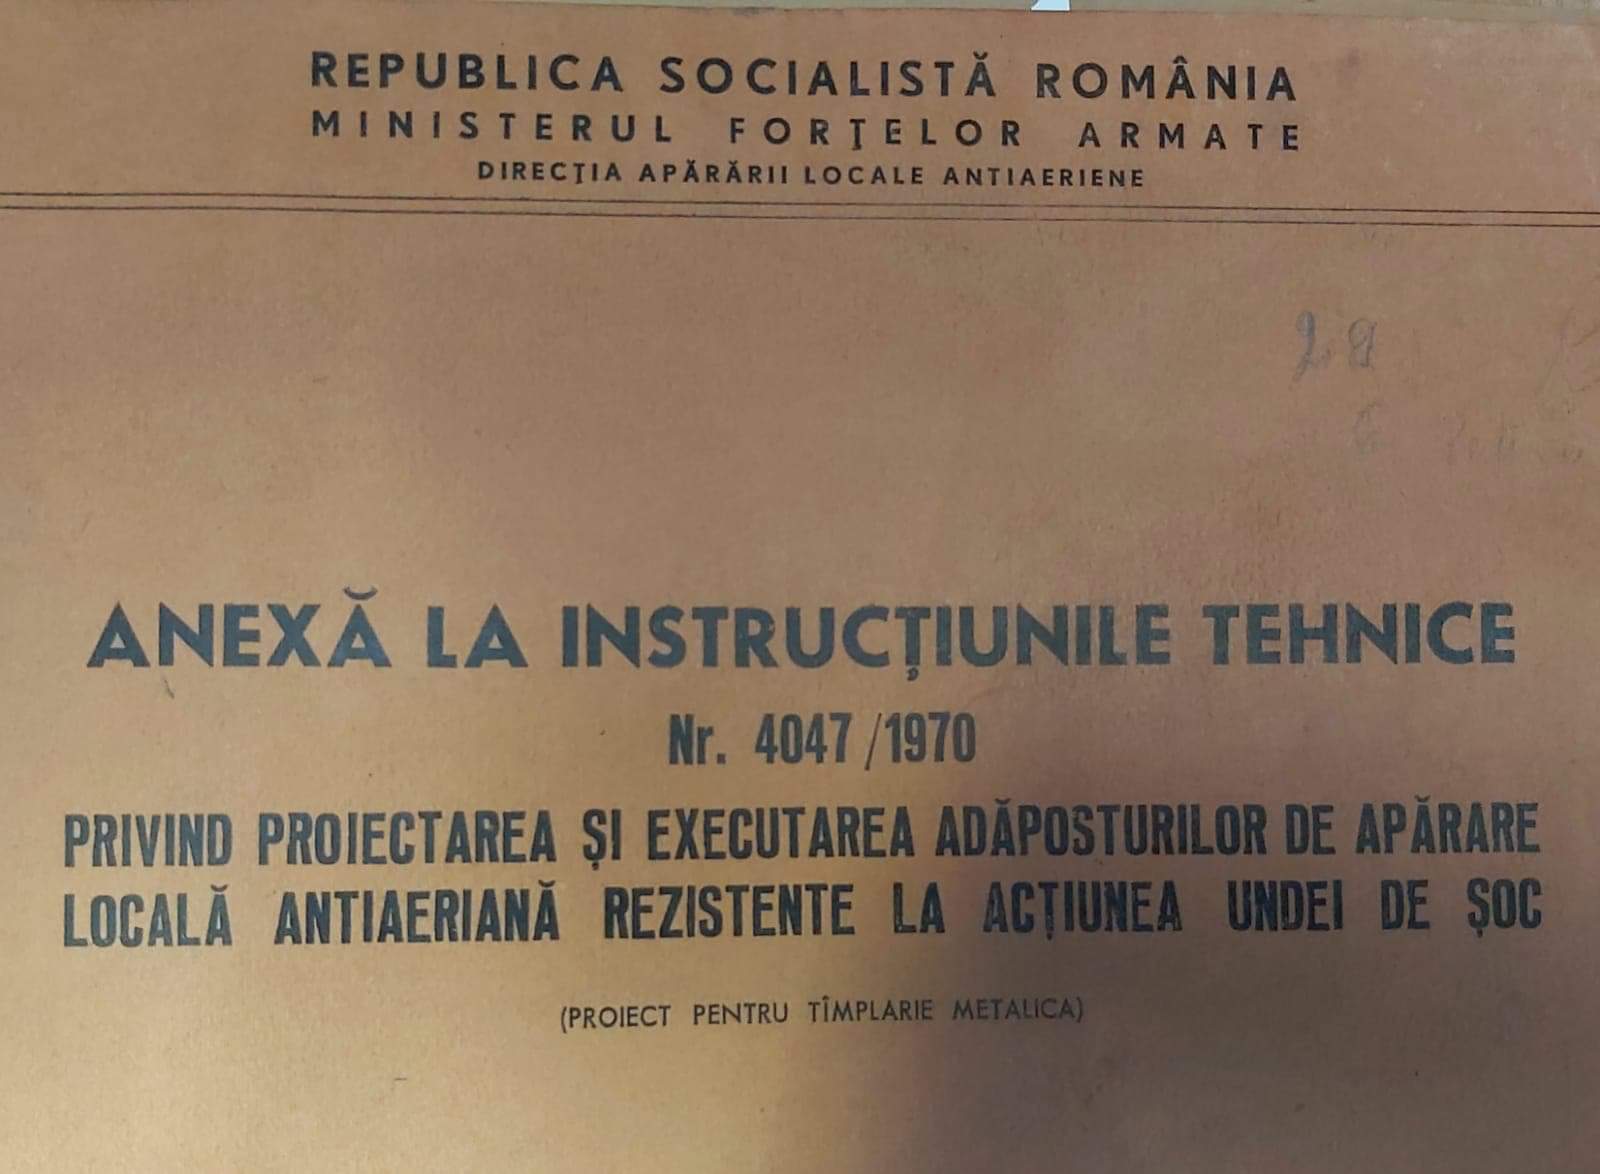 REPUBLICA SOCIALISTĂ ROMÂNIA
MINISTERUL FORŢELOR ARMATE
DIRECŢIA APĂRĂRII LOCALE ANTIAERIENE
ANEXĂ LA INSTRUCŢIUNILE TEHNICE
Nr. 4047/1970
PRIVIND PROIECTAREA ŞI EXECUTAREA ADĂPOSTURILOR DE APĂRARE
LOCALĂ ANTIAERIANĂ REZISTENTE LA ACŢIUNEA UNDEI DE ŞOC
(PROIECT PENTRU TÎMPLARIE METALICA)